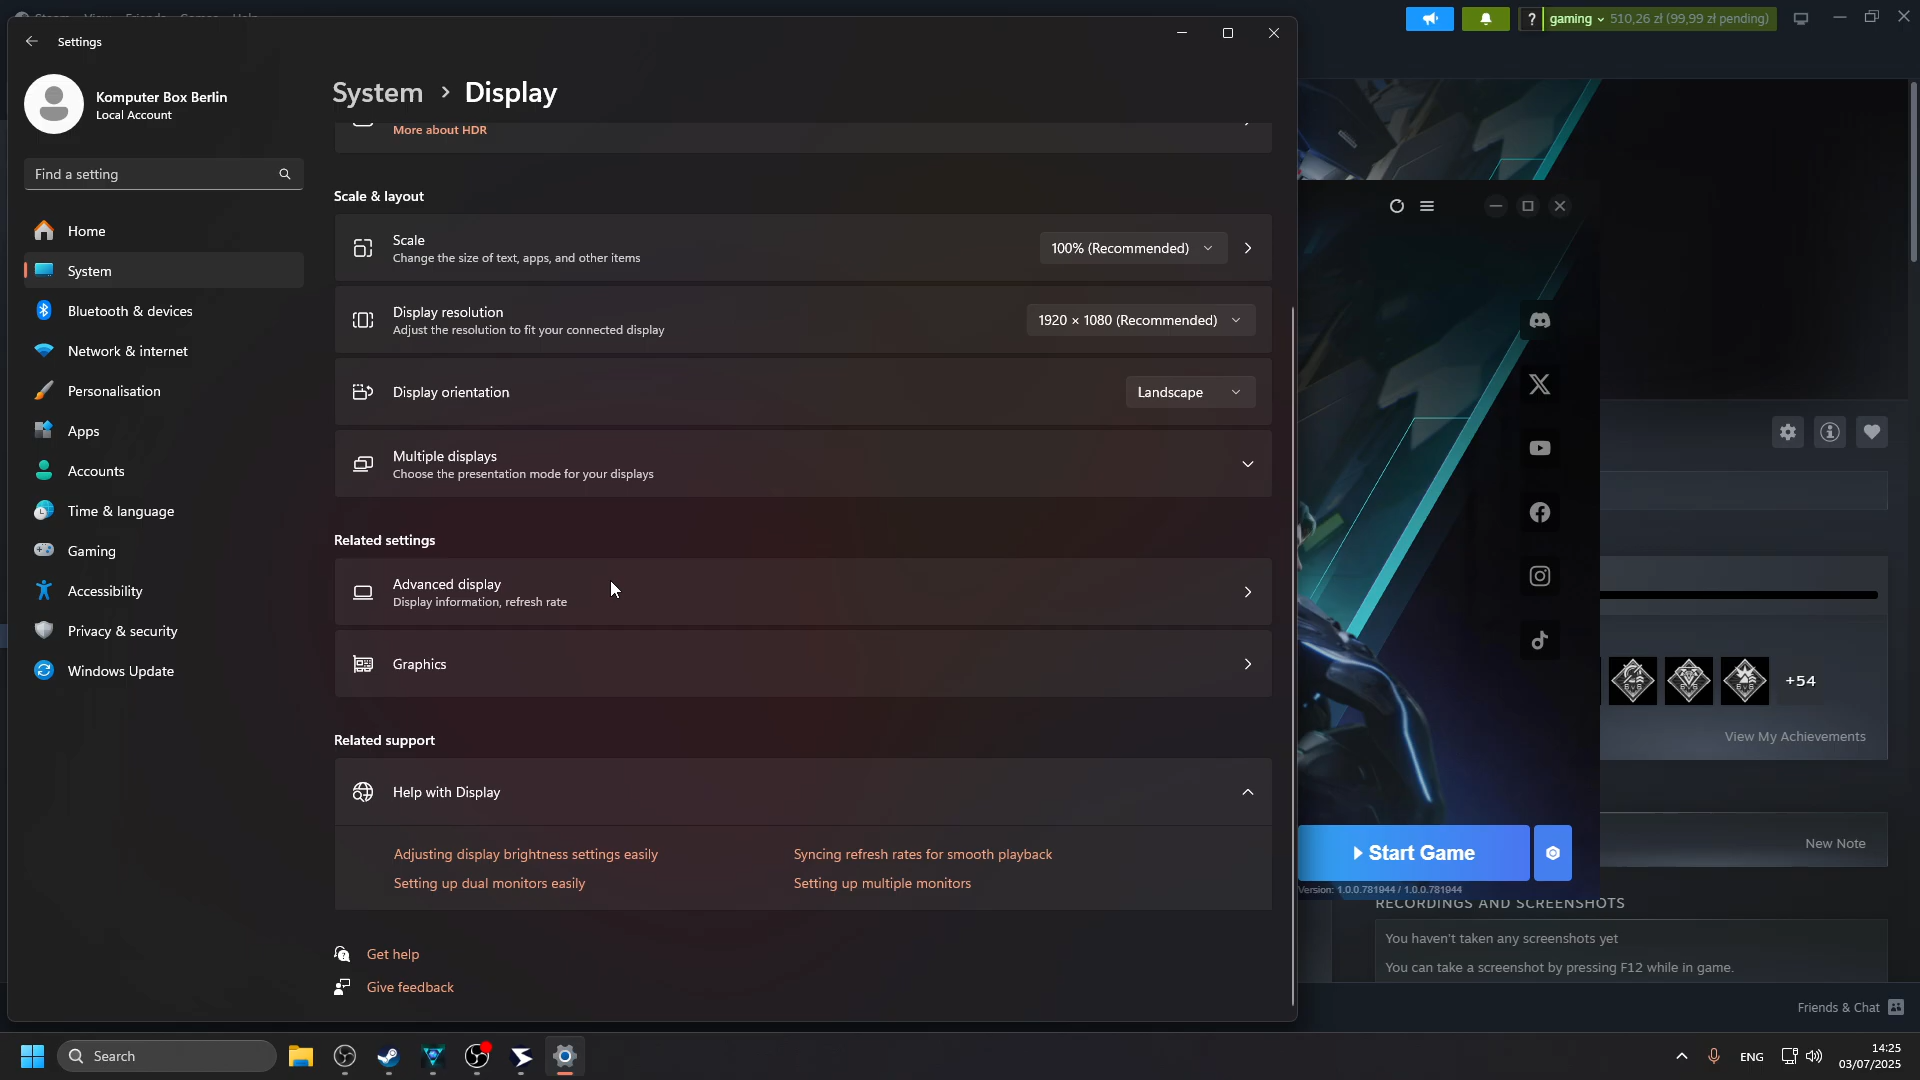 Steam View Friends Games Help
? gaming 510,26 zł (99,99 zł pending)
Settings
Komputer Box Berlin
Local Account
Find a setting
Home
System
Bluetooth & devices
Network & internet
Personalisation
Apps
Accounts
Time & language
Gaming
Accessibility
Privacy & security
Windows Update
System > Display
More about HDR
Scale & layout
Scale
Change the size of text, apps, and other items
100% (Recommended)
Display resolution
Adjust the resolution to fit your connected display
1920 × 1080 (Recommended)
Display orientation
Landscape
Multiple displays
Choose the presentation mode for your displays
Related settings
Advanced display
Display information, refresh rate
Graphics
Related support
Help with Display
Adjusting display brightness settings easily
Syncing refresh rates for smooth playback
Setting up dual monitors easily
Setting up multiple monitors
Get help
Give feedback
+54
View My Achievements
Start Game
Version: 1.0.0.781944 / 1.0.0.781944
New Note
RECORDINGS AND SCREENSHOTS
You haven't taken any screenshots yet
You can take a screenshot by pressing F12 while in game.
Friends & Chat
Search
ENG
14:25
03/07/2025